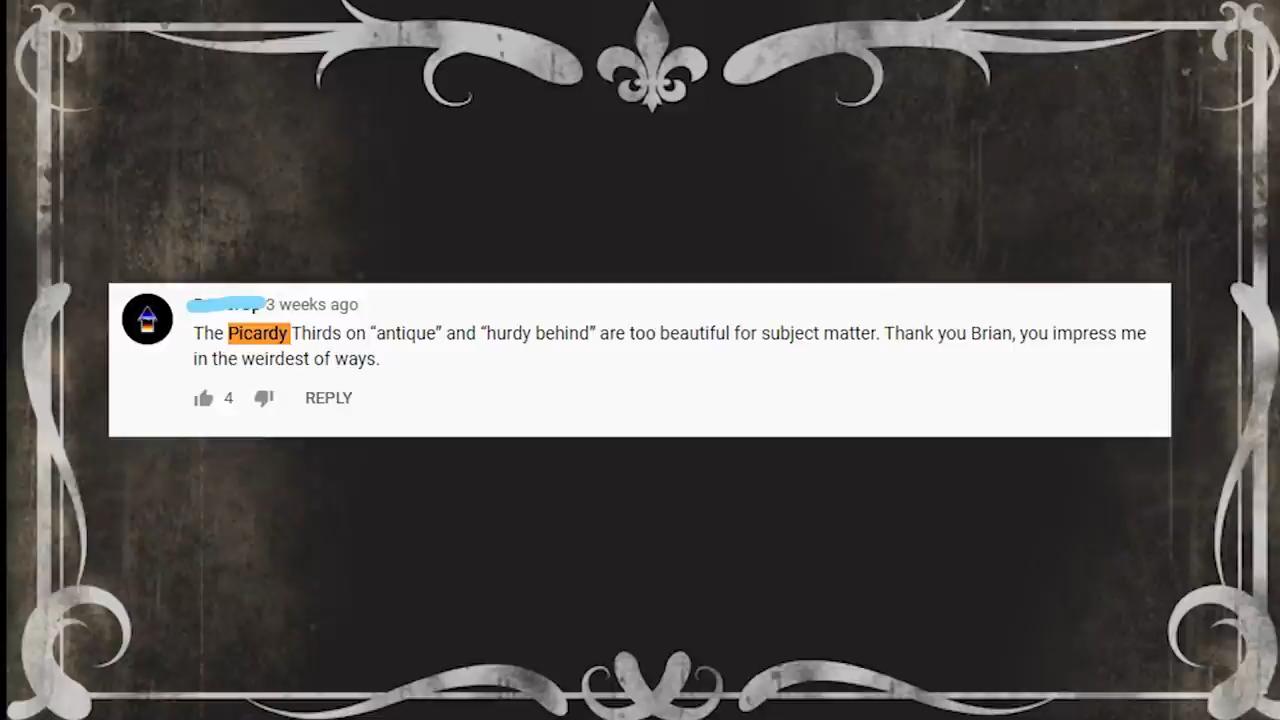 3 weeks ago
The Picardy Thirds on “antique” and “hurdy behind” are too beautiful for subject matter. Thank you Brian, you impress me
in the weirdest of ways.
4 REPLY